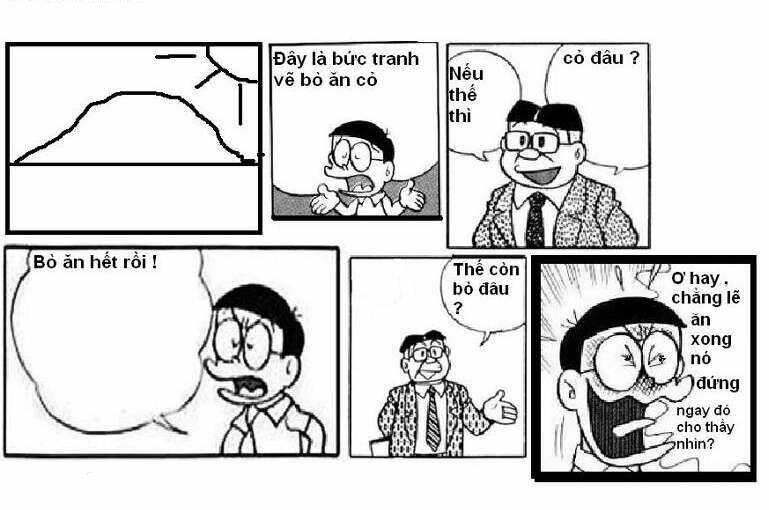 Đây là bức tranh
vẽ bò ăn cỏ
Nếu
thế
thì
cỏ đâu ?
Bò ăn hết rồi !
Thế còn
bò đâu
?
Ơ hay ,
chẳng lẽ
ăn
xong
nó
đứng
ngay đó
cho thầy
nhìn?